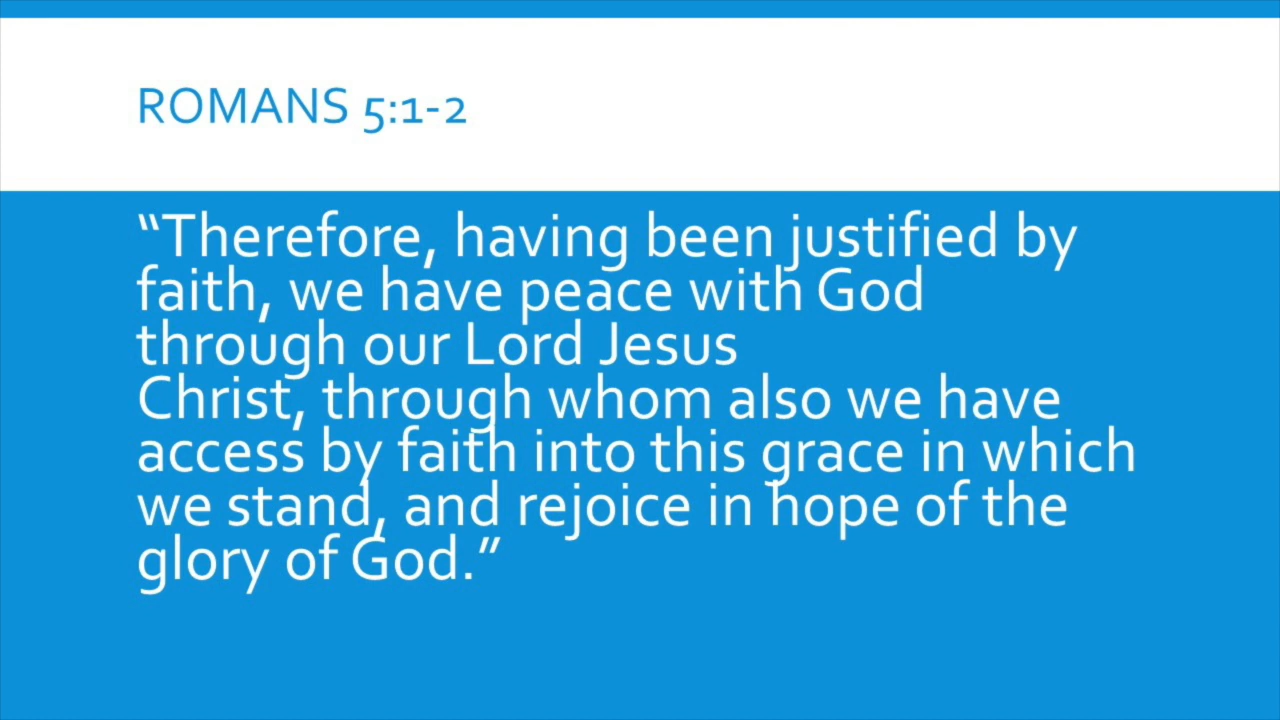 ROMANS 5:1-2
“Therefore, having been justified by
faith, we have peace with God
through our Lord Jesus
Christ, through whom also we have
access by faith into this grace in which
we stand, and rejoice in hope of the
glory of God.”